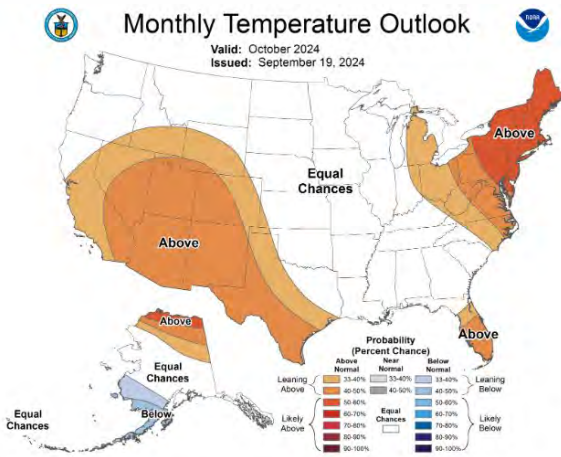 Monthly Temperature Outlook
Valid: October 2024
Issued: September 19, 2024
noaa
Above
Equal
Chances
Above
Above
Above
Equal
Chances
Below
Equal
Chances
Probability
(Percent Chance)
Above
Normal
Near
Normal
Below
Normal
Leaning
Above
33-40% 33-40% 33-40%
40-50% 40-50% 40-50%
Leaning
Below
Likely
Above
50-60% 50-60%
60-70% 60-70%
70-80% 70-80%
80-90% 80-90%
90-100% 90-100%
Equal
Chances
Likely
Below